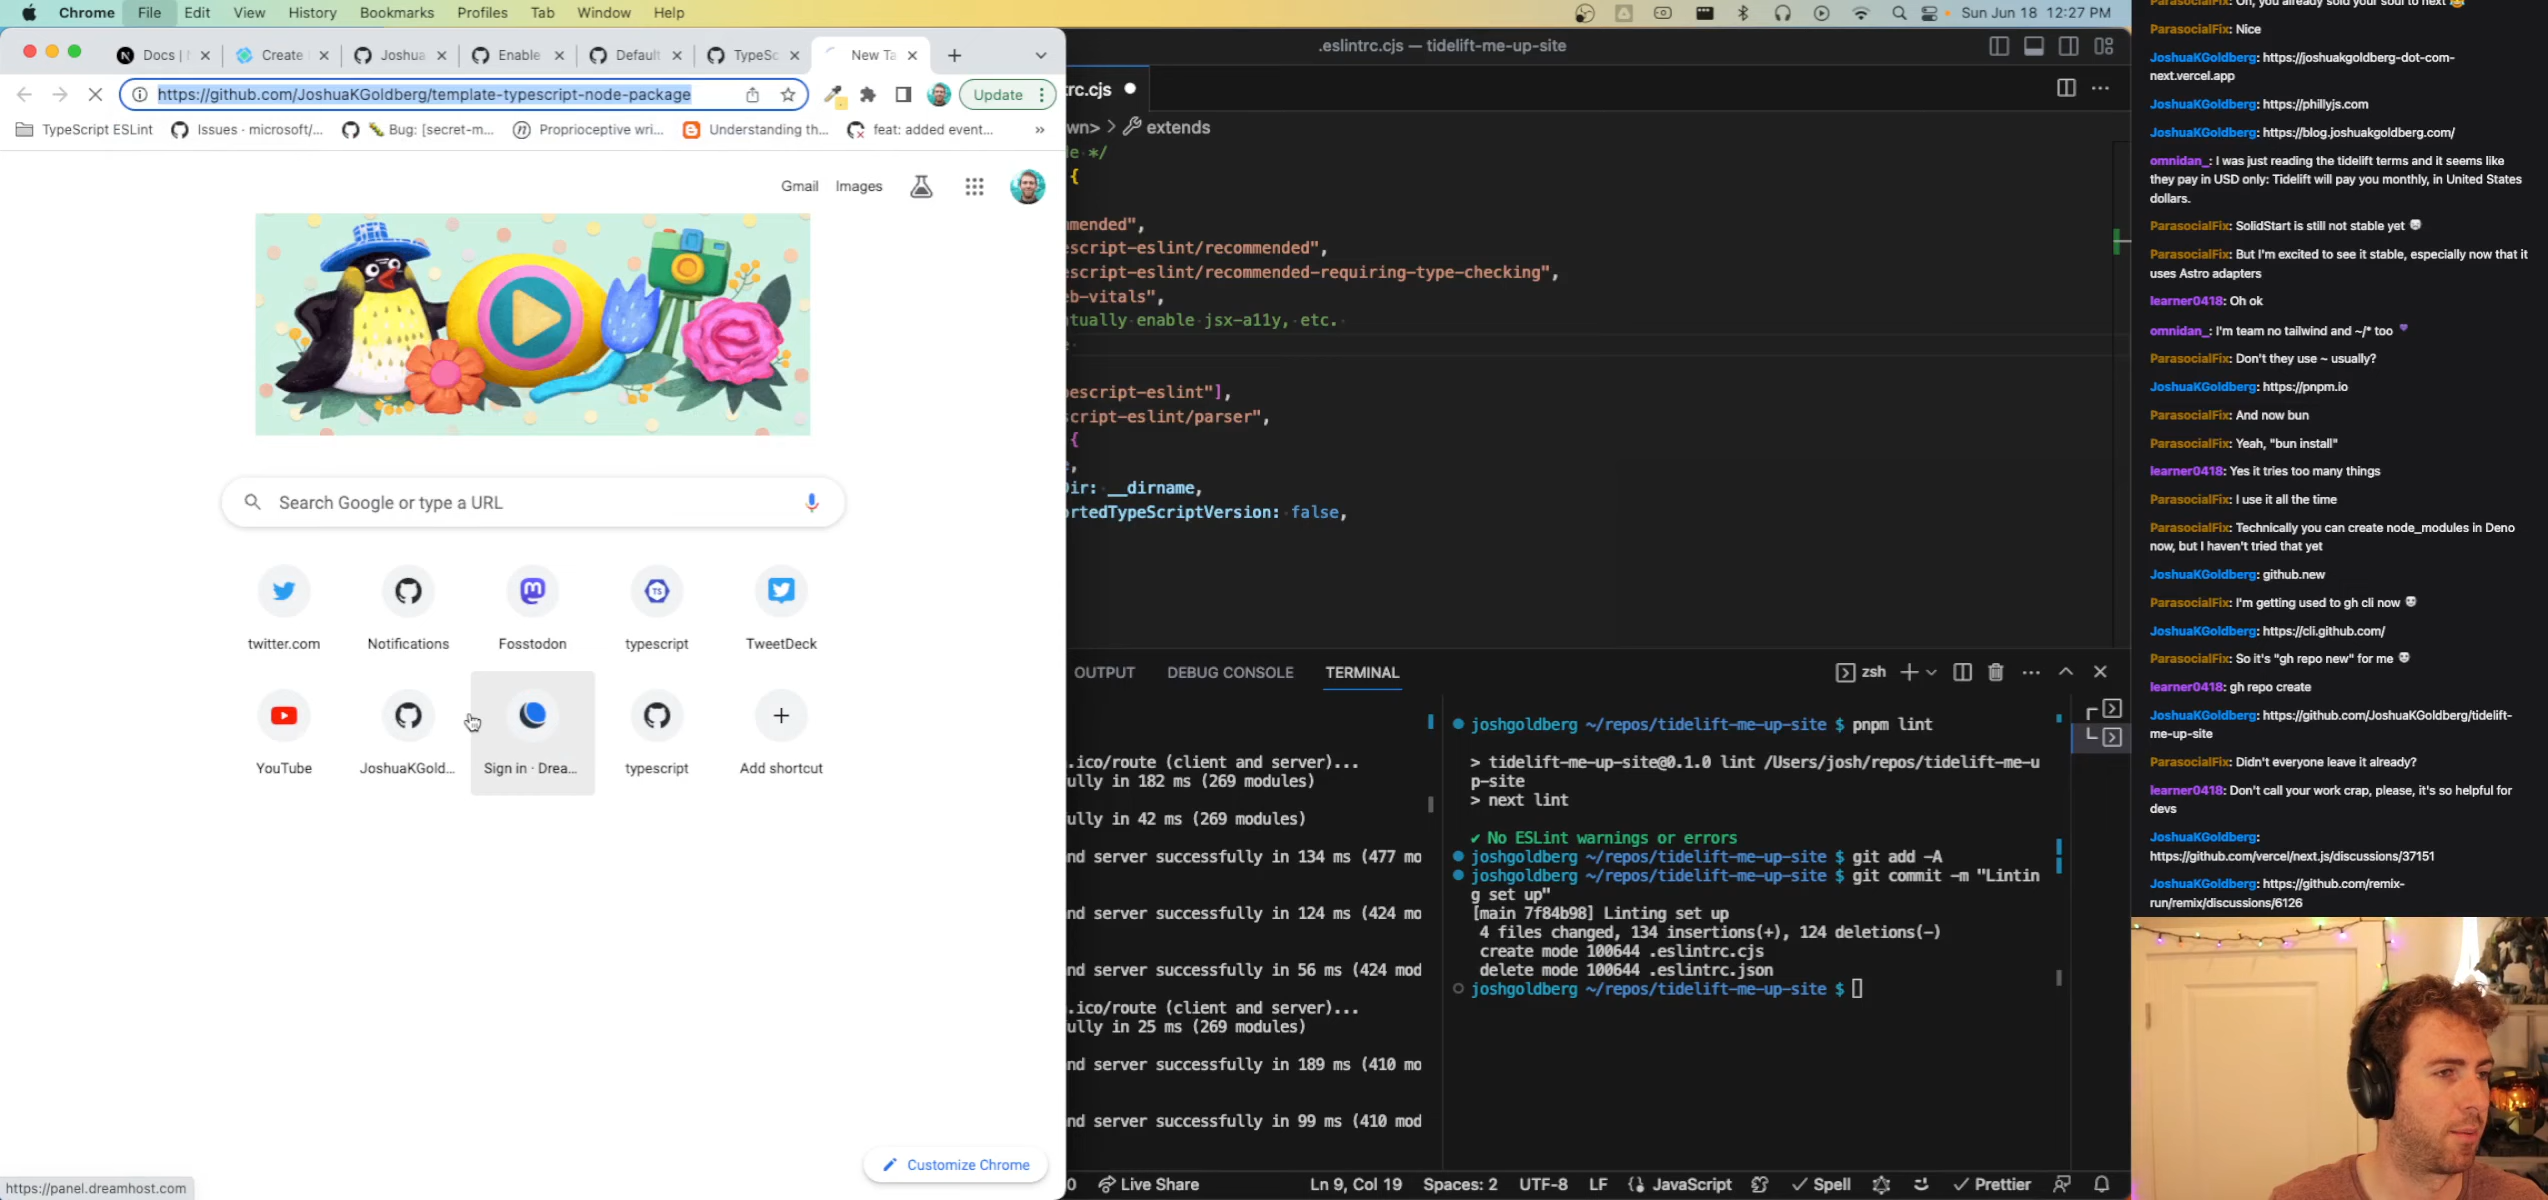 Chrome File Edit View History Bookmarks Profiles Tab Window Help
Sun Jun 18 12:27 PM
Docs |
Create
Joshua
Enable
Default
TypeSc
New Ta
https://github.com/JoshuaKGoldberg/template-typescript-node-package
Update
TypeScript ESLint
Issues · microsoft/...
Bug: [secret-m...
Proprioceptive wri...
Understanding th...
feat: added event...
»
Gmail Images
Search Google or type a URL
twitter.com
Notifications
Fosstodon
typescript
TweetDeck
YouTube
JoshuaKGold...
Sign in · Drea...
typescript
Add shortcut
Customize Chrome
https://panel.dreamhost.com
.eslintrc.cjs — tidelift-me-up-site
trc.cjs
wn> > extends
e */
{
mmended",
escript-eslint/recommended",
escript-eslint/recommended-requiring-type-checking",
eb-vitals",
ntually enable jsx-a11y, etc.
pescript-eslint"],
script-eslint/parser",
{
e,
Dir: __dirname,
ortedTypeScriptVersion: false,
OUTPUT DEBUG CONSOLE TERMINAL
zsh
.ico/route (client and server)...
ully in 182 ms (269 modules)
ully in 42 ms (269 modules)
nd server successfully in 134 ms (477 mo
nd server successfully in 124 ms (424 mo
nd server successfully in 56 ms (424 mod
.ico/route (client and server)...
ully in 25 ms (269 modules)
nd server successfully in 189 ms (410 mo
nd server successfully in 99 ms (410 mod
joshgoldberg ~/repos/tidelift-me-up-site $ pnpm lint
> tidelift-me-up-site@0.1.0 lint /Users/josh/repos/tidelift-me-u
p-site
> next lint
✔ No ESLint warnings or errors
joshgoldberg ~/repos/tidelift-me-up-site $ git add -A
joshgoldberg ~/repos/tidelift-me-up-site $ git commit -m "Lintin
g set up"
[main 7f84b98] Linting set up
4 files changed, 134 insertions(+), 124 deletions(-)
create mode 100644 .eslintrc.cjs
delete mode 100644 .eslintrc.json
joshgoldberg ~/repos/tidelift-me-up-site $
0 Live Share
Ln 9, Col 19 Spaces: 2 UTF-8 LF JavaScript Spell Prettier
ParasocialFix: Oh, you already sold your soul to next
ParasocialFix: Nice
JoshuaKGoldberg: https://joshuakgoldberg-dot-com-
next.vercel.app
JoshuaKGoldberg: https://phillyjs.com
JoshuaKGoldberg: https://blog.joshuakgoldberg.com/
omnidan_: I was just reading the tidelift terms and it seems like
they pay in USD only: Tidelift will pay you monthly, in United States
dollars.
ParasocialFix: SolidStart is still not stable yet
ParasocialFix: But I'm excited to see it stable, especially now that it
uses Astro adapters
learner0418: Oh ok
omnidan_: I'm team no tailwind and ~/* too
ParasocialFix: Don't they use ~ usually?
JoshuaKGoldberg: https://pnpm.io
ParasocialFix: And now bun
ParasocialFix: Yeah, "bun install"
learner0418: Yes it tries too many things
ParasocialFix: I use it all the time
ParasocialFix: Technically you can create node_modules in Deno
now, but I haven't tried that yet
JoshuaKGoldberg: github.new
ParasocialFix: I'm getting used to gh cli now
JoshuaKGoldberg: https://cli.github.com/
ParasocialFix: So it's "gh repo new" for me
learner0418: gh repo create
JoshuaKGoldberg: https://github.com/JoshuaKGoldberg/tidelift-
me-up-site
ParasocialFix: Didn't everyone leave it already?
learner0418: Don't call your work crap, please, it's so helpful for
devs
JoshuaKGoldberg:
https://github.com/vercel/next.js/discussions/37151
JoshuaKGoldberg: https://github.com/remix-
run/remix/discussions/6126